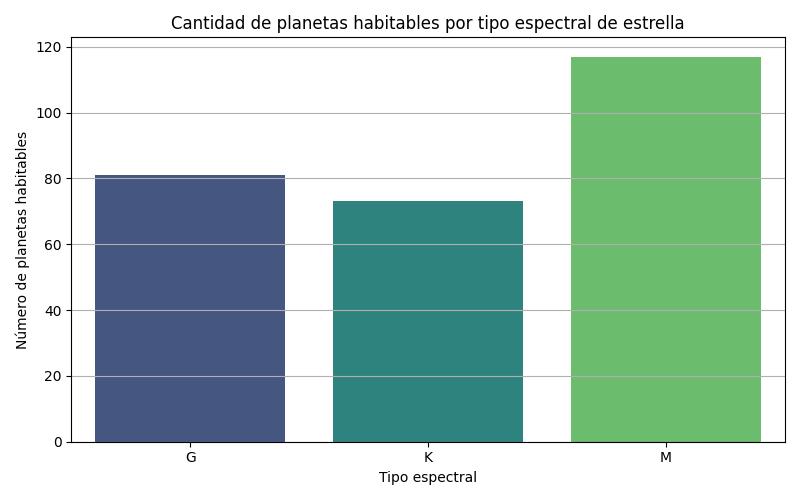 Cantidad de planetas habitables por tipo espectral de estrella
Número de planetas habitables
120
100
80
60
40
20
0
G K M
Tipo espectral